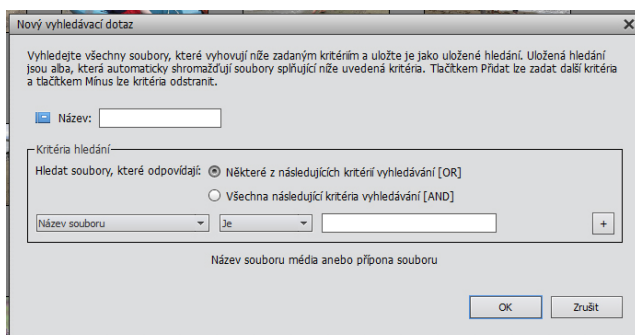 Nový vyhledávací dotaz
Vyhledejte všechny soubory, které vyhovují níže zadaným kritériím a uložte je jako uložené hledání. Uložená hledání
jsou alba, která automaticky shromažďují soubory splňující níže uvedená kritéria. Tlačítkem Přidat lze zadat další kritéria
a tlačítkem Mínus lze kritéria odstranit.
Název:
Kritéria hledání
Hledat soubory, které odpovídají: Některé z následujících kritérií vyhledávání [OR]
Všechna následující kritéria vyhledávání [AND]
Název souboru Je +
Název souboru média anebo přípona souboru
OK Zrušit